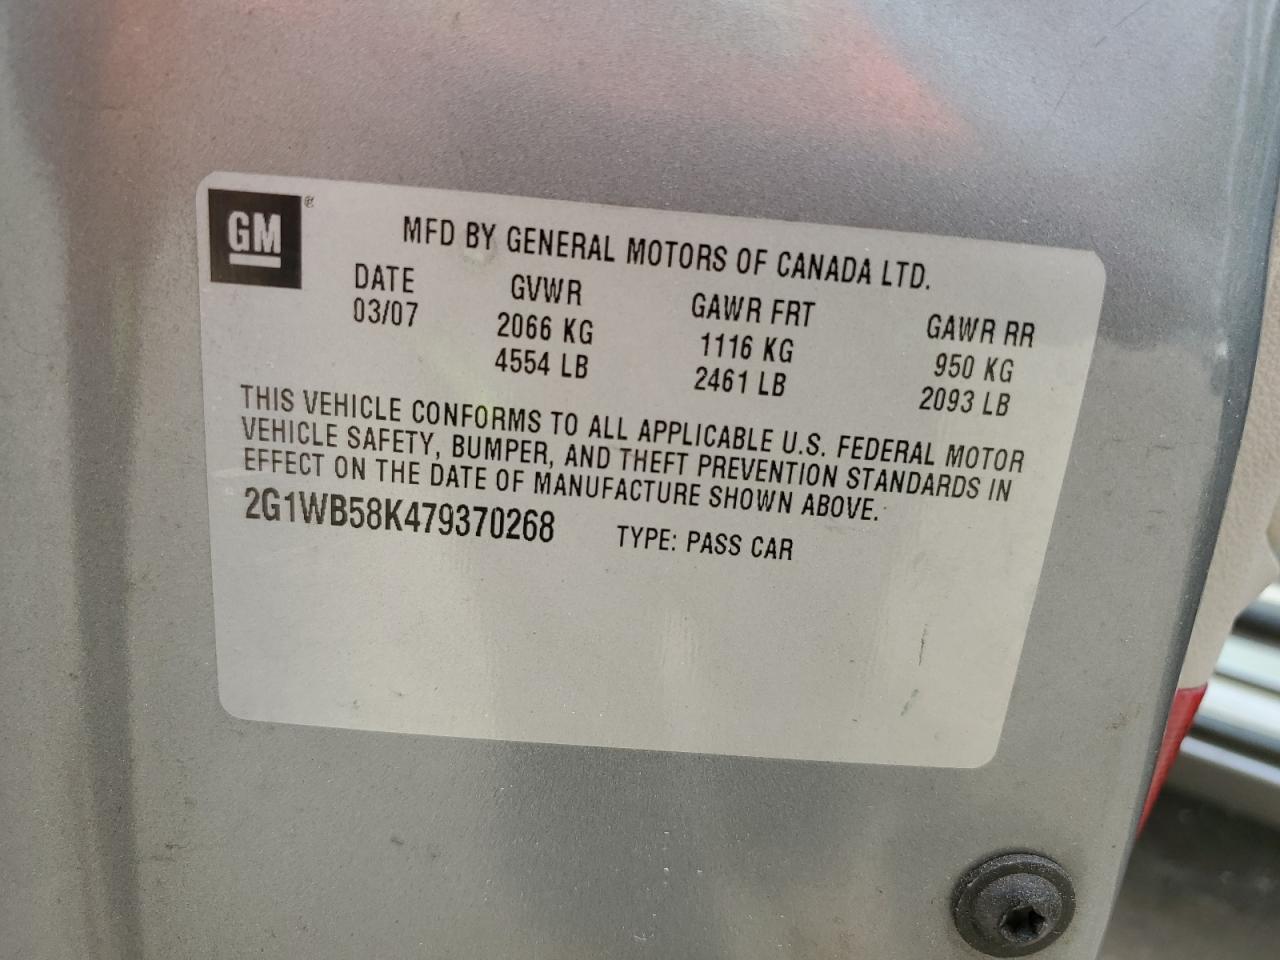 GM ®
MFD BY GENERAL MOTORS OF CANADA LTD.
DATE GVWR GAWR FRT GAWR RR
03/07 2066 KG 1116 KG 950 KG
4554 LB 2461 LB 2093 LB
THIS VEHICLE CONFORMS TO ALL APPLICABLE U.S. FEDERAL MOTOR
VEHICLE SAFETY, BUMPER, AND THEFT PREVENTION STANDARDS IN
EFFECT ON THE DATE OF MANUFACTURE SHOWN ABOVE.
2G1WB58K479370268 TYPE: PASS CAR